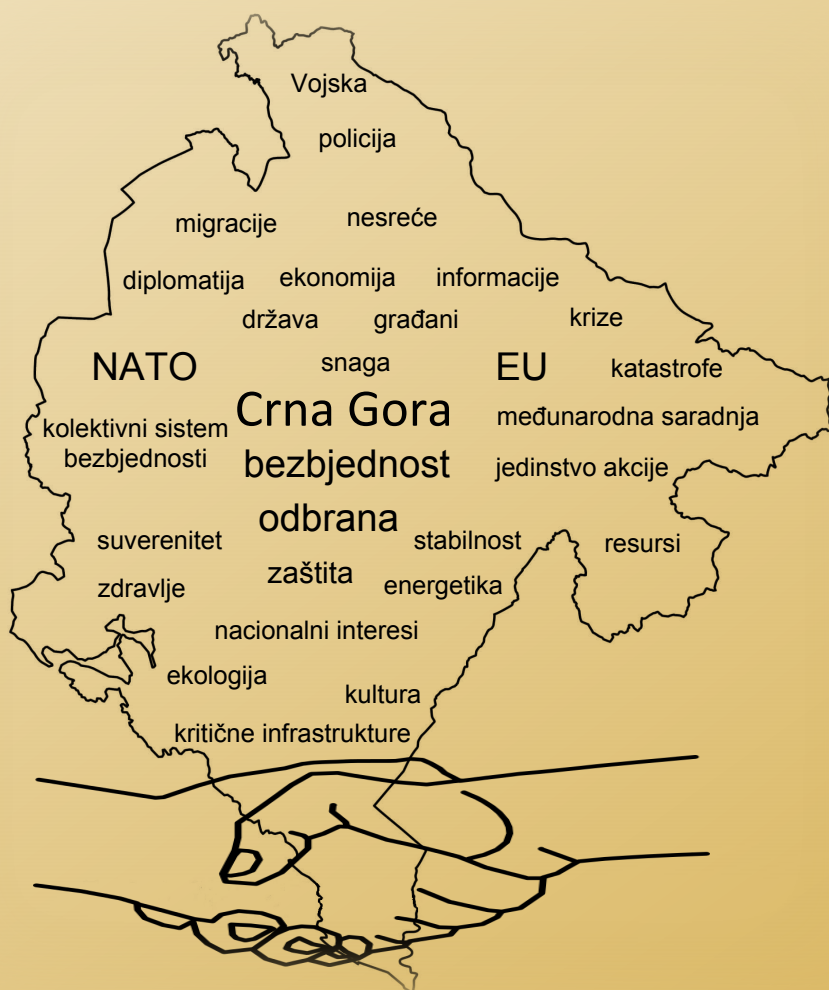 Vojska
policija
migracije
nesreće
diplomatija
ekonomija
informacije
država
građani
krize
NATO
snaga
EU
katastrofe
Crna Gora
međunarodna saradnja
kolektivni sistem
bezbjednosti
bezbjednost
jedinstvo akcije
odbrana
suverenitet
stabilnost
resursi
zdravlje
zaštita
energetika
nacionalni interesi
ekologija
kultura
kritične infrastrukture